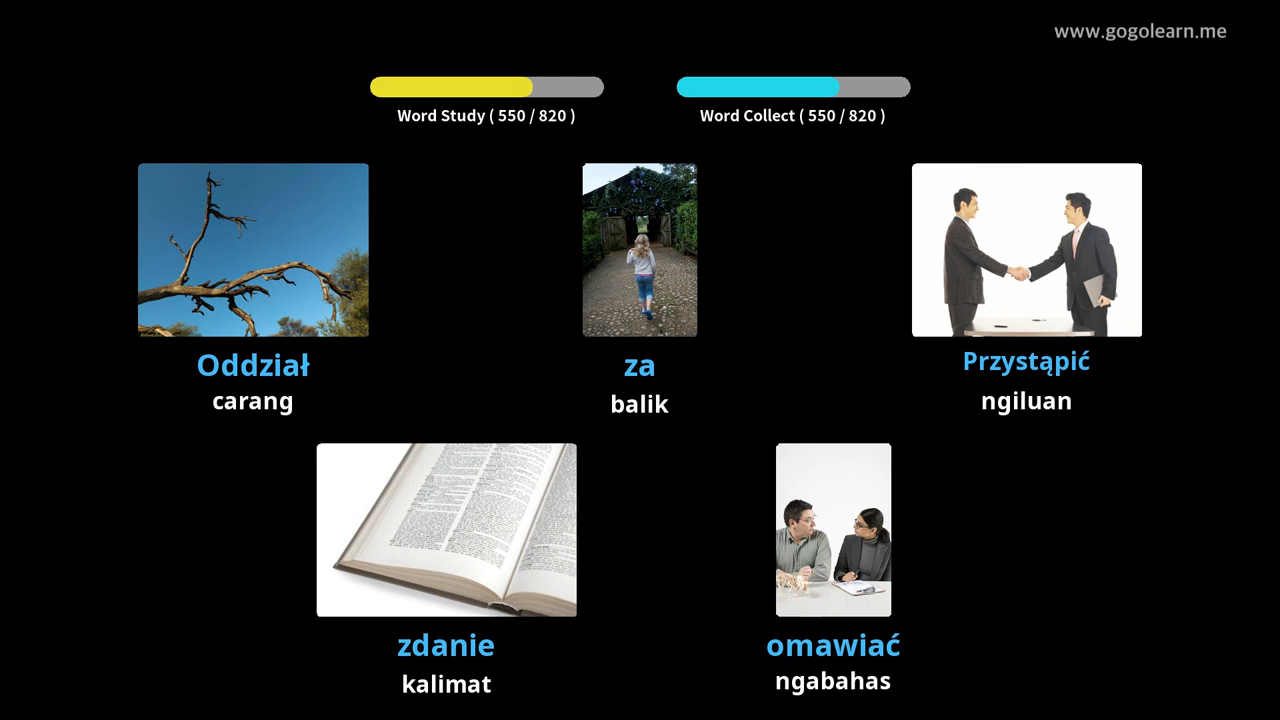 www.gogolearn.me
Word Study ( 550 / 820 )
Word Collect ( 550 / 820 )
Oddział
carang
za
balik
Przystąpić
ngiluan
zdanie
kalimat
omawiać
ngabahas